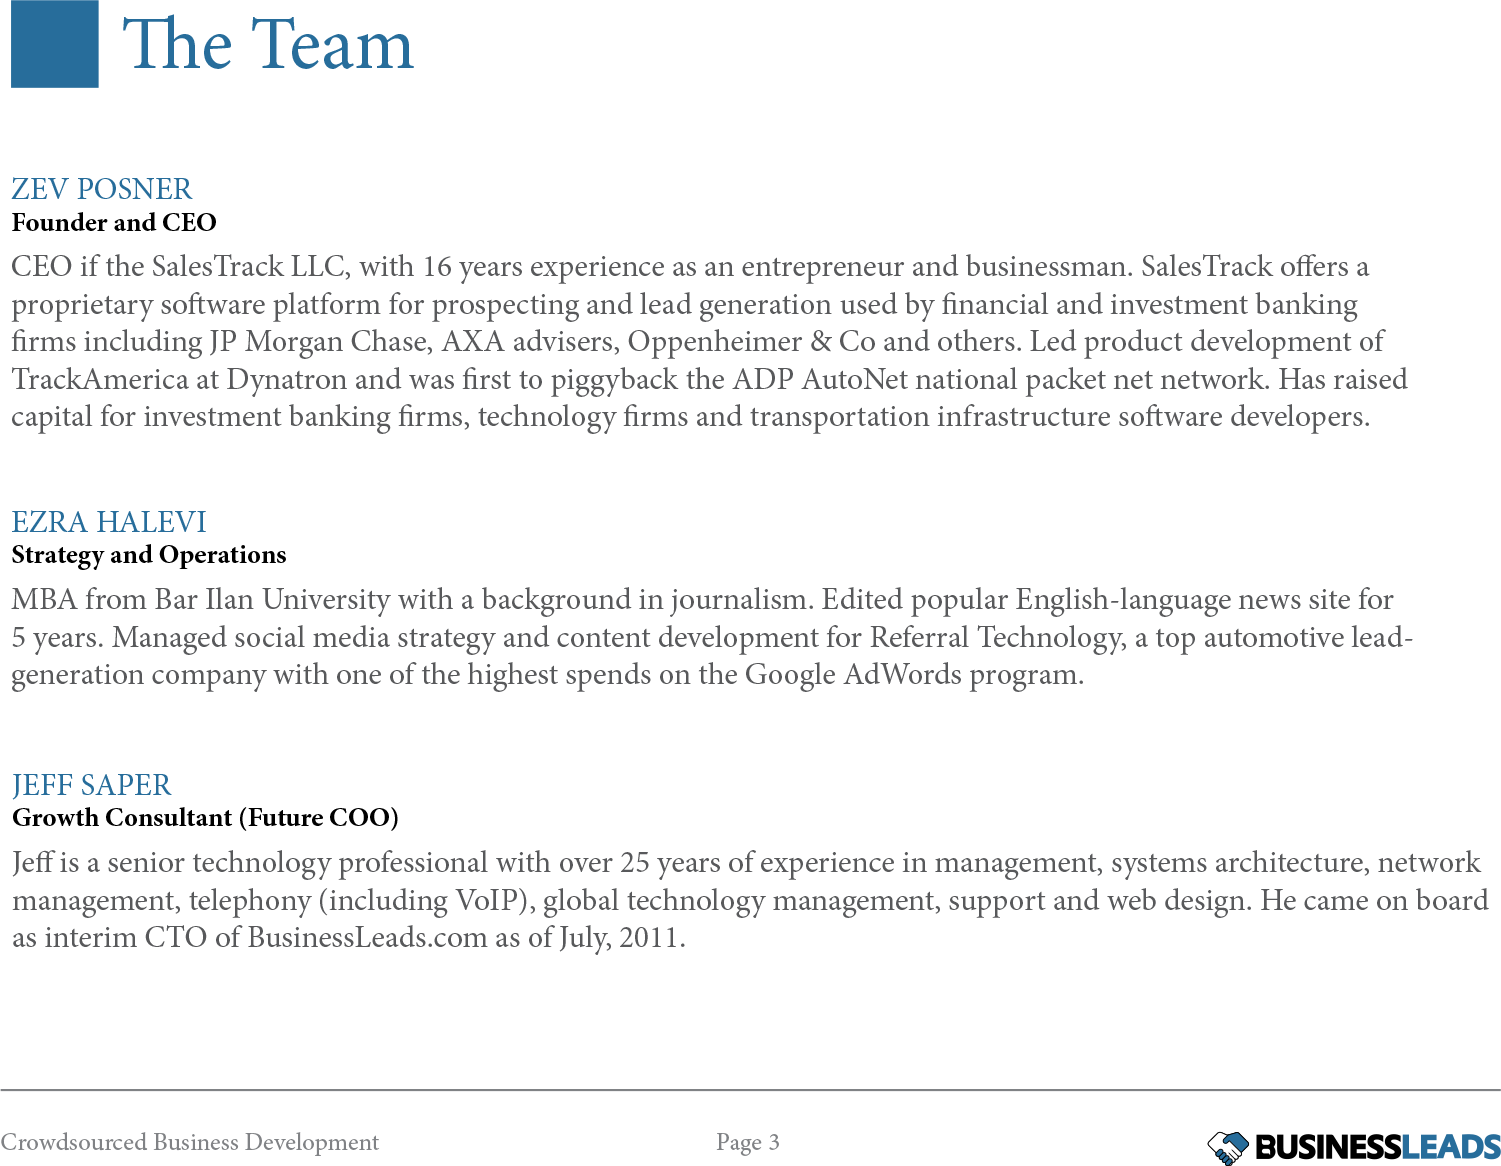 The Team
ZEV POSNER
Founder and CEO
CEO if the SalesTrack LLC, with 16 years experience as an entrepreneur and businessman. SalesTrack offers a
proprietary software platform for prospecting and lead generation used by financial and investment banking
firms including JP Morgan Chase, AXA advisers, Oppenheimer & Co and others. Led product development of
TrackAmerica at Dynatron and was first to piggyback the ADP AutoNet national packet net network. Has raised
capital for investment banking firms, technology firms and transportation infrastructure software developers.
EZRA HALEVI
Strategy and Operations
MBA from Bar Ilan University with a background in journalism. Edited popular English-language news site for
5 years. Managed social media strategy and content development for Referral Technology, a top automotive lead-
generation company with one of the highest spends on the Google AdWords program.
JEFF SAPER
Growth Consultant (Future COO)
Jeff is a senior technology professional with over 25 years of experience in management, systems architecture, network
management, telephony (including VoIP), global technology management, support and web design. He came on board
as interim CTO of BusinessLeads.com as of July, 2011.
Crowdsourced Business Development
Page 3
BUSINESSLEADS